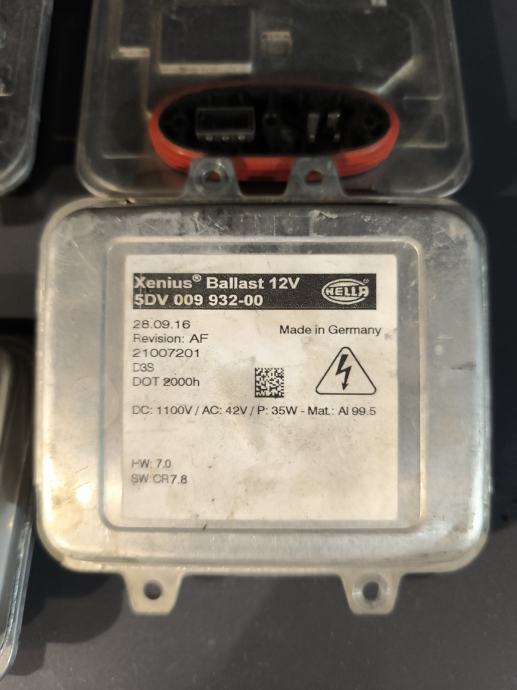 Xenius® Ballast 12V
5DV 009 932-00
HELLA
28.09.16
Made in Germany
Revision: AF
21007201
D3S
DOT 2000h
DC: 1100V / AC: 42V / P: 35W - Mat.: Al 99.5
HW: 7.0
SW: CR7.8